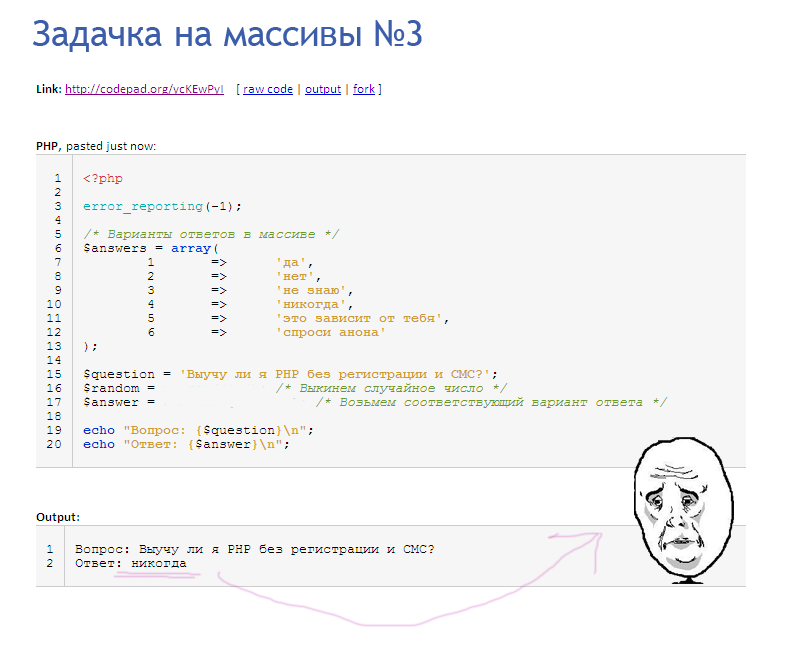 Задачка на массивы №3
Link: http://codepad.org/ycKEwPyI [ raw code | output | fork ]
PHP, pasted just now:
1 <?php
2
3 error_reporting(-1);
4
5 /* Варианты ответов в массиве */
6 $answers = array(
7 1 => 'да',
8 2 => 'нет',
9 3 => 'не знаю',
10 4 => 'никогда',
11 5 => 'это зависит от тебя',
12 6 => 'спроси анона'
13 );
14
15 $question = 'Выучу ли я PHP без регистрации и СМС?';
16 $random = /* Выкинем случайное число */
17 $answer = /* Возьмем соответствующий вариант ответа */
18
19 echo "Вопрос: {$question}\n";
20 echo "Ответ: {$answer}\n";
Output:
1 Вопрос: Выучу ли я PHP без регистрации и СМС?
2 Ответ: никогда